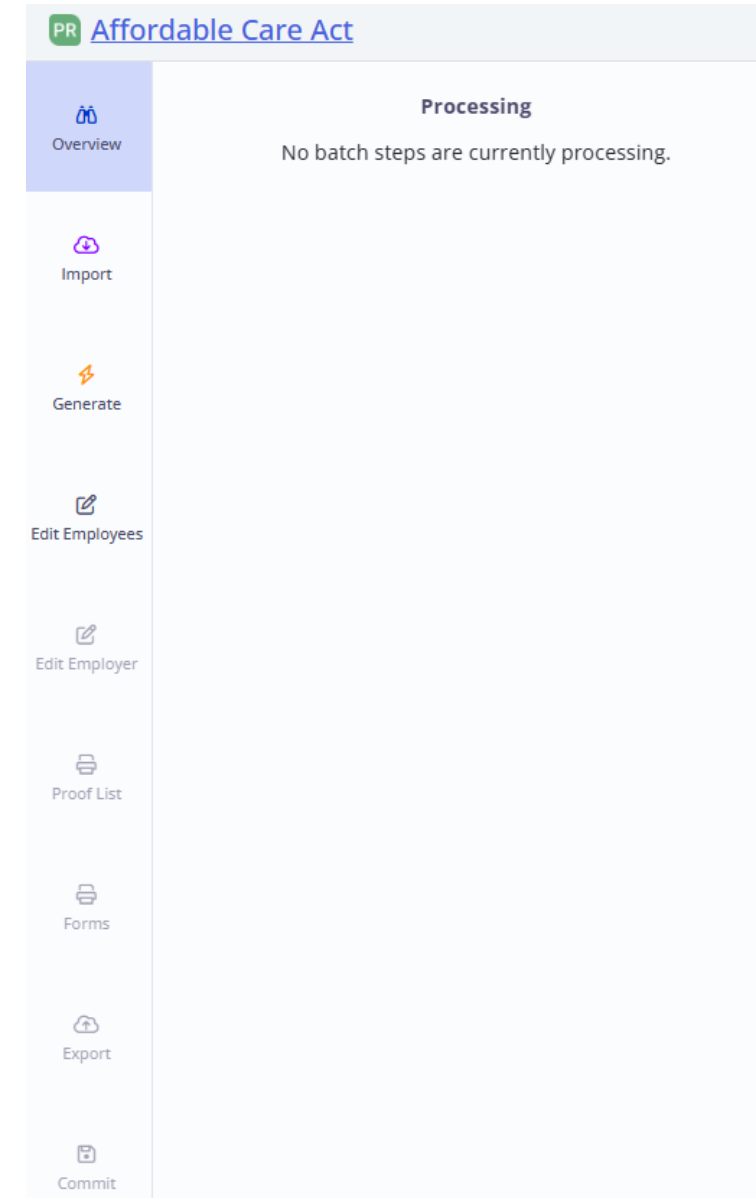 PR Affordable Care Act
Overview
Processing
No batch steps are currently processing.
Import
Generate
Edit Employees
Edit Employer
Proof List
Forms
Export
Commit